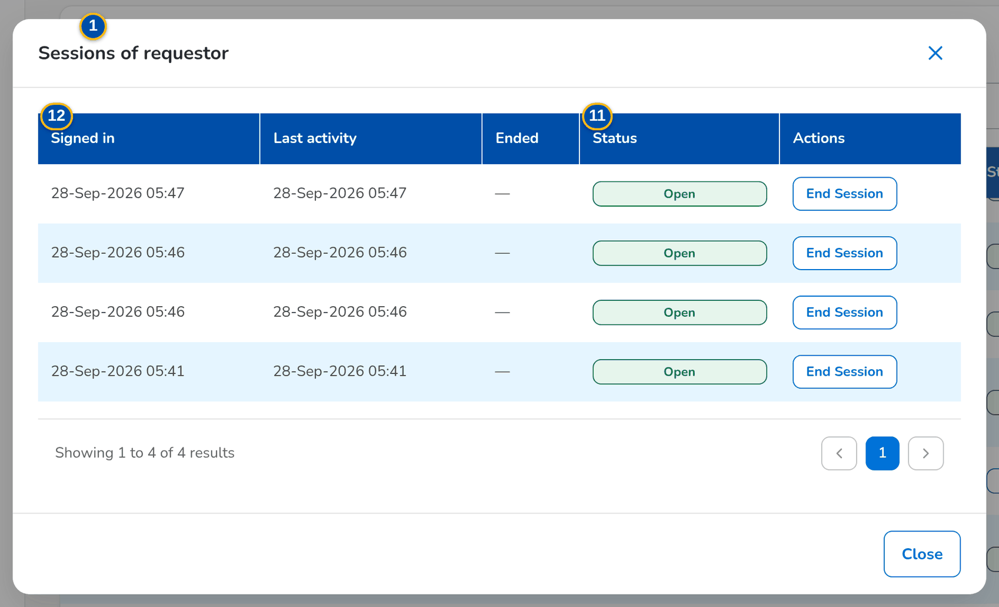 1
Sessions of requestor
12
11
Signed in Last activity Ended Status Actions
28-Sep-2026 05:47 28-Sep-2026 05:47 — Open End Session
28-Sep-2026 05:46 28-Sep-2026 05:46 — Open End Session
28-Sep-2026 05:46 28-Sep-2026 05:46 — Open End Session
28-Sep-2026 05:41 28-Sep-2026 05:41 — Open End Session
Showing 1 to 4 of 4 results
1
Close